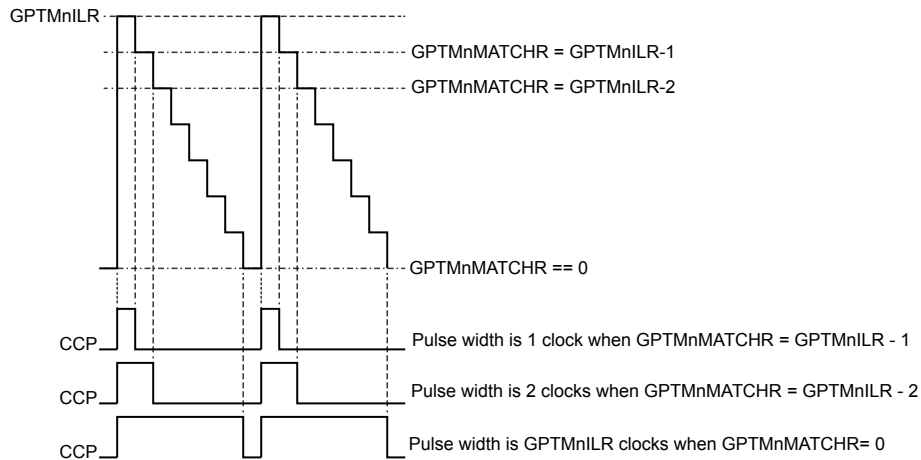 GPTMnILR
GPTMnMATCHR = GPTMnILR-1
GPTMnMATCHR = GPTMnILR-2
GPTMnMATCHR == 0
CCP
Pulse width is 1 clock when GPTMnMATCHR = GPTMnILR - 1
CCP
Pulse width is 2 clocks when GPTMnMATCHR = GPTMnILR - 2
CCP
Pulse width is GPTMnILR clocks when GPTMnMATCHR= 0